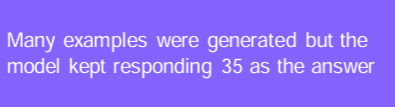 Many examples were generated but the
model kept responding 35 as the answer